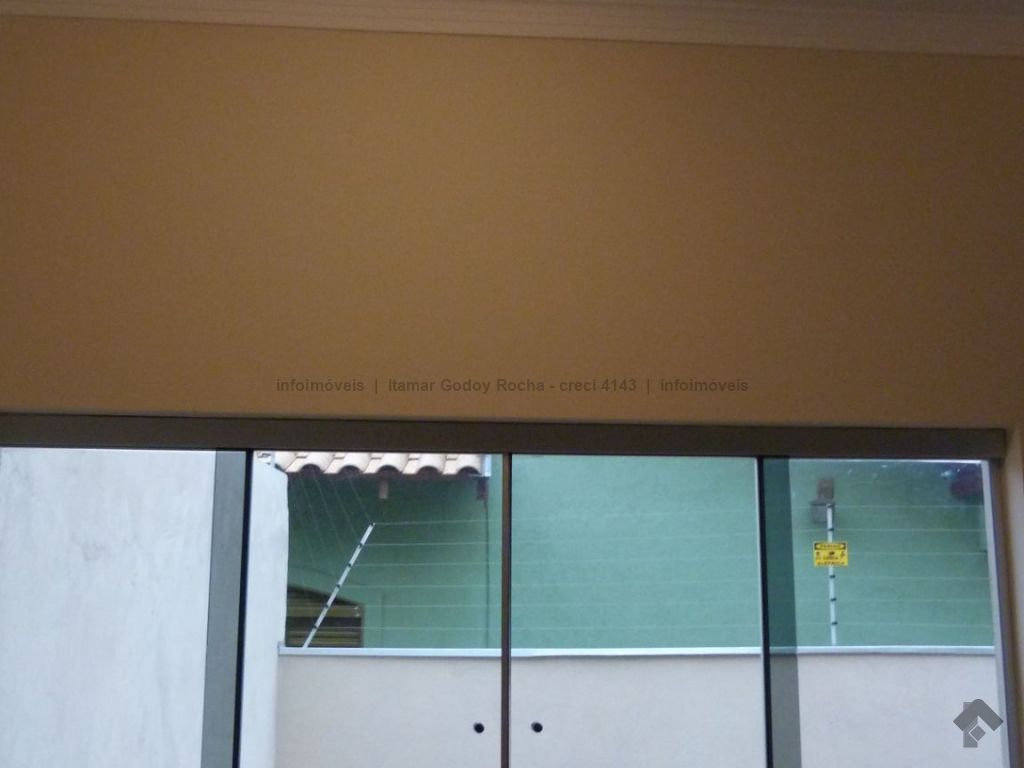 infoimóveis | Itamar Godoy Rocha - creci 4143 | infoimóveis